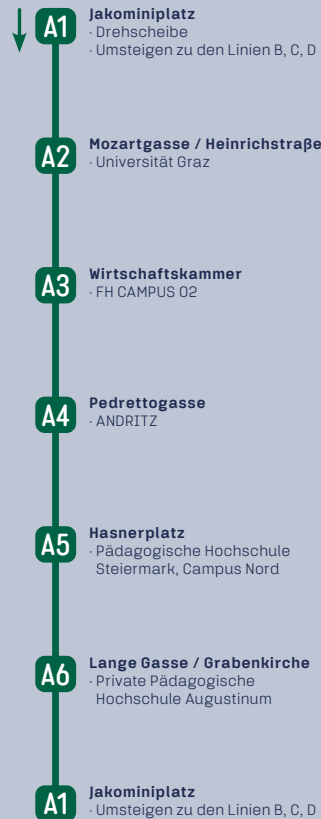 A1
Jakominiplatz
· Drehscheibe
· Umsteigen zu den Linien B, C, D
A2
Mozartgasse / Heinrichstraße
· Universität Graz
A3
Wirtschaftskammer
· FH CAMPUS 02
A4
Pedrettogasse
· ANDRITZ
A5
Hasnerplatz
· Pädagogische Hochschule
Steiermark, Campus Nord
A6
Lange Gasse / Grabenkirche
· Private Pädagogische
Hochschule Augustinum
A1
Jakominiplatz
· Umsteigen zu den Linien B, C, D